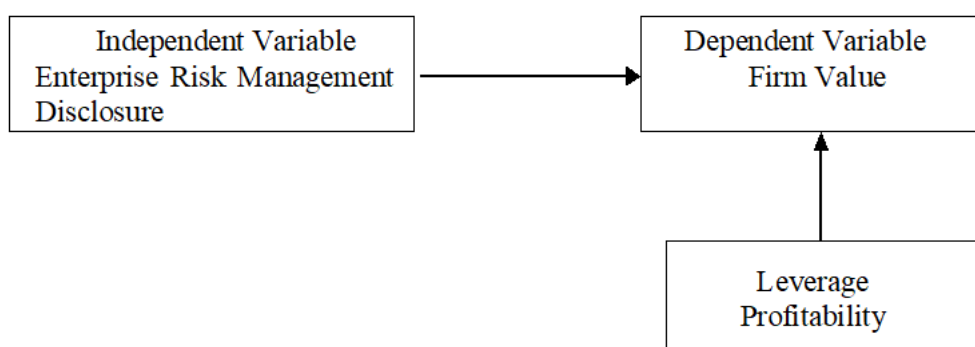 Independent Variable
Enterprise Risk Management
Disclosure
Dependent Variable
Firm Value
Leverage
Profitability